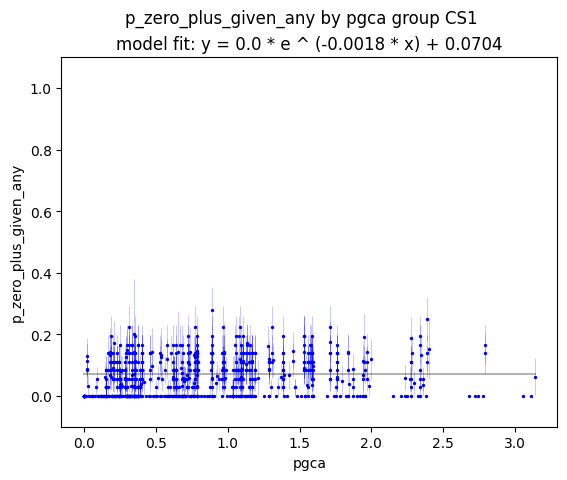 p_zero_plus_given_any by pgca group CS1
model fit: y = 0.0 * e ^ (-0.0018 * x) + 0.0704
1.0
0.8
0.6
0.4
0.2
0.0
p_zero_plus_given_any
0.0 0.5 1.0 1.5 2.0 2.5 3.0
pgca